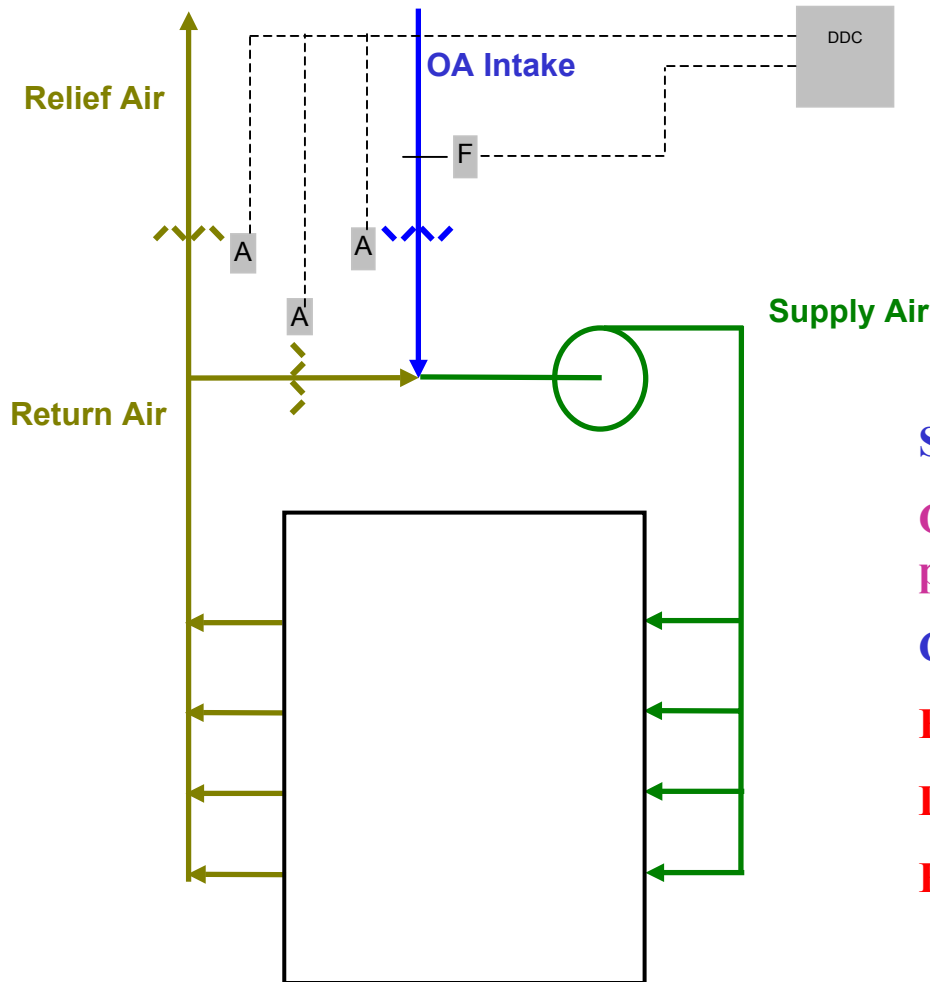 DDC
OA Intake
Relief Air
F
A
A
A
Supply Air
Return Air